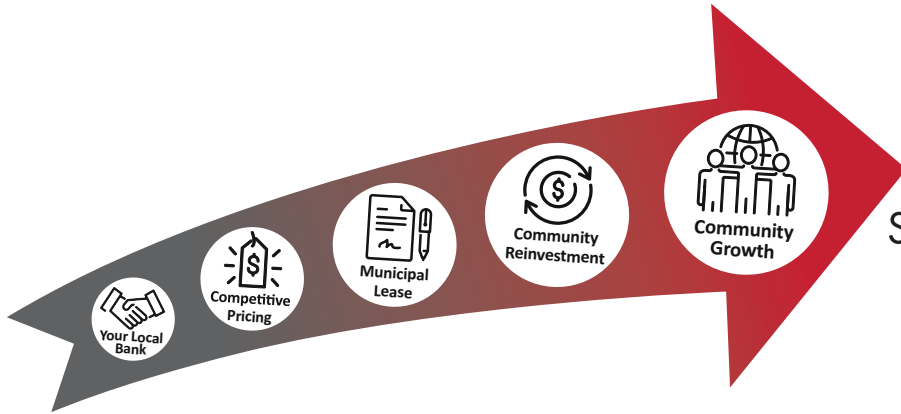 Your Local
Bank
Competitive
Pricing
$
Municipal
Lease
$
Community
Reinvestment
Community
Growth
S